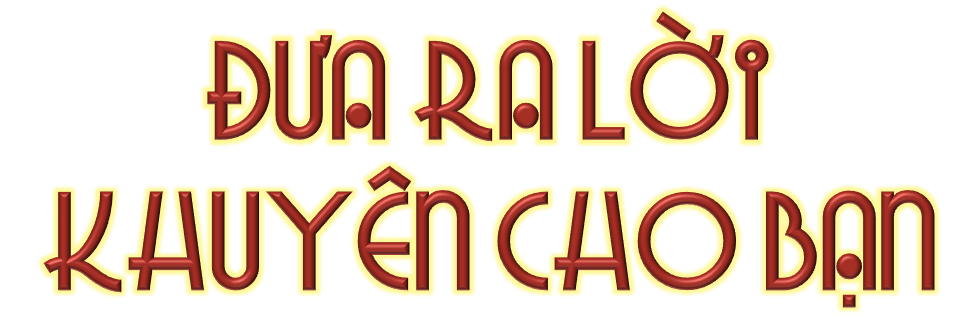 ĐƯA RA LỜI
KHUYÊN CHO BẠN